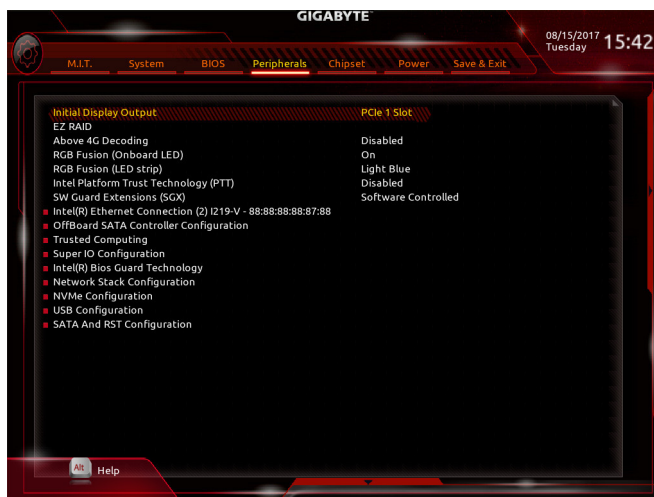 GIGABYTE
08/15/2017
Tuesday
15:42
M.I.T. System BIOS Peripherals Chipset Power Save & Exit
Initial Display Output PCIe 1 Slot
EZ RAID
Above 4G Decoding Disabled
RGB Fusion (Onboard LED) On
RGB Fusion (LED strip) Light Blue
Intel Platform Trust Technology (PTT) Disabled
SW Guard Extensions (SGX) Software Controlled
Intel(R) Ethernet Connection (2) I219-V - 88:88:88:88:87:88
OffBoard SATA Controller Configuration
Trusted Computing
Super IO Configuration
Intel(R) Bios Guard Technology
Network Stack Configuration
NVMe Configuration
USB Configuration
SATA And RST Configuration
Alt Help